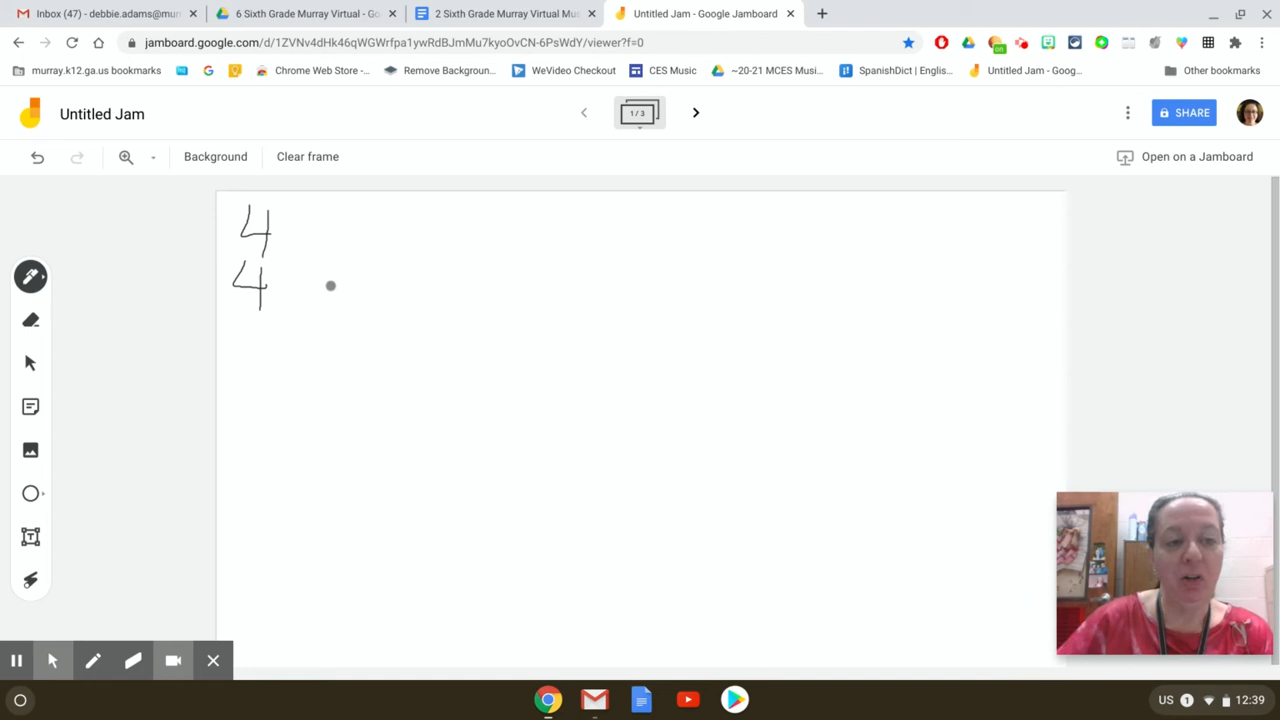 Inbox (47) - debbie.adams@mur
6 Sixth Grade Murray Virtual - Go
2 Sixth Grade Murray Virtual Mus
Untitled Jam - Google Jamboard
jamboard.google.com/d/1ZVNv4dHk46qWGWrfpa1ywRdBJmMu7kyoOvCN-6PsWdY/viewer?f=0
murray.k12.ga.us bookmarks
Chrome Web Store -...
Remove Backgroun...
WeVideo Checkout
CES Music
~20-21 MCES Musi...
SpanishDict | Englis...
Untitled Jam - Goog...
Other bookmarks
Untitled Jam
1 / 3
SHARE
Background
Clear frame
Open on a Jamboard
4
4
US 1 12:39